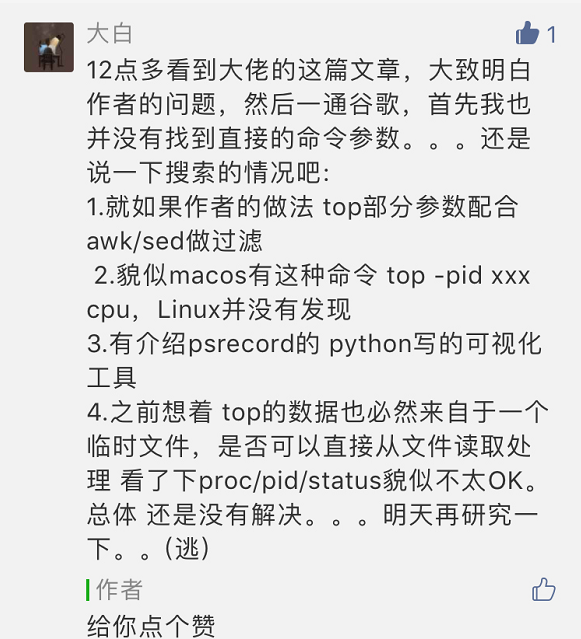 大白
1
12点多看到大佬的这篇文章，大致明白
作者的问题，然后一通谷歌，首先我也
并没有找到直接的命令参数。。。还是
说一下搜索的情况吧:
1.就如果作者的做法 top部分参数配合
awk/sed做过滤
2.貌似macos有这种命令 top -pid xxx
cpu，Linux并没有发现
3.有介绍psrecord的 python写的可视化
工具
4.之前想着 top的数据也必然来自于一个
临时文件，是否可以直接从文件读取处
理 看了下proc/pid/status貌似不太OK。
总体 还是没有解决。。。明天再研究一
下。。(逃)
作者
给你点个赞